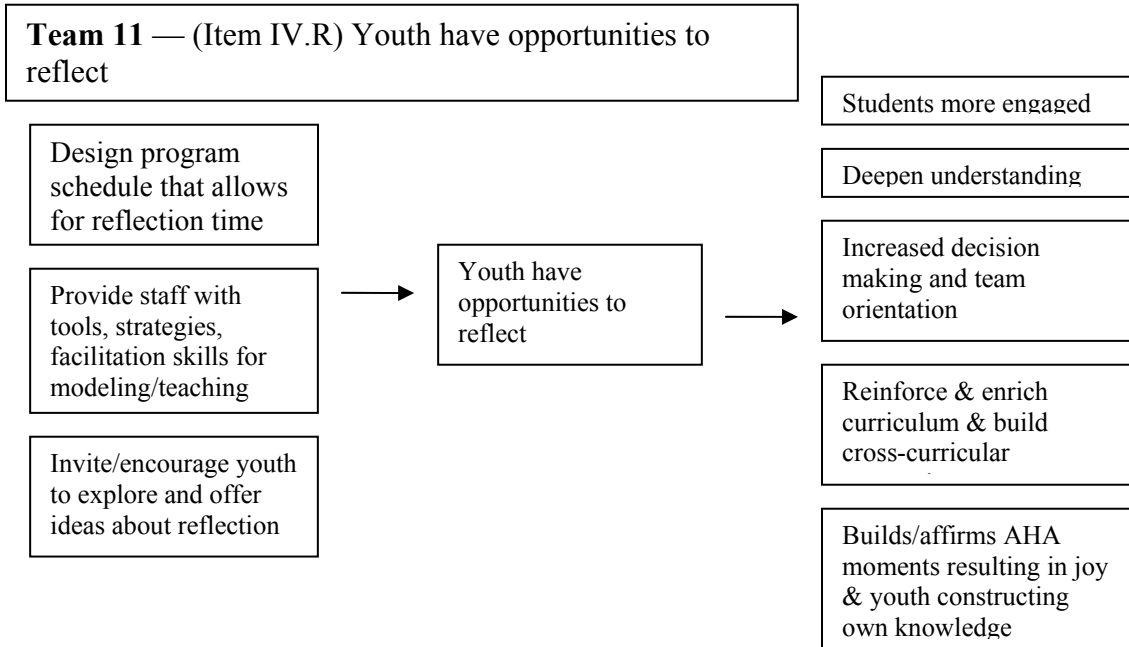 Team 11 — (Item IV.R) Youth have opportunities to
reflect
Design program
schedule that allows
for reflection time
Provide staff with
tools, strategies,
facilitation skills for
modeling/teaching
Invite/encourage youth
to explore and offer
ideas about reflection
Youth have
opportunities to
reflect
Students more engaged
Deepen understanding
Increased decision
making and team
orientation
Reinforce & enrich
curriculum & build
cross-curricular
Builds/affirms AHA
moments resulting in joy
& youth constructing
own knowledge